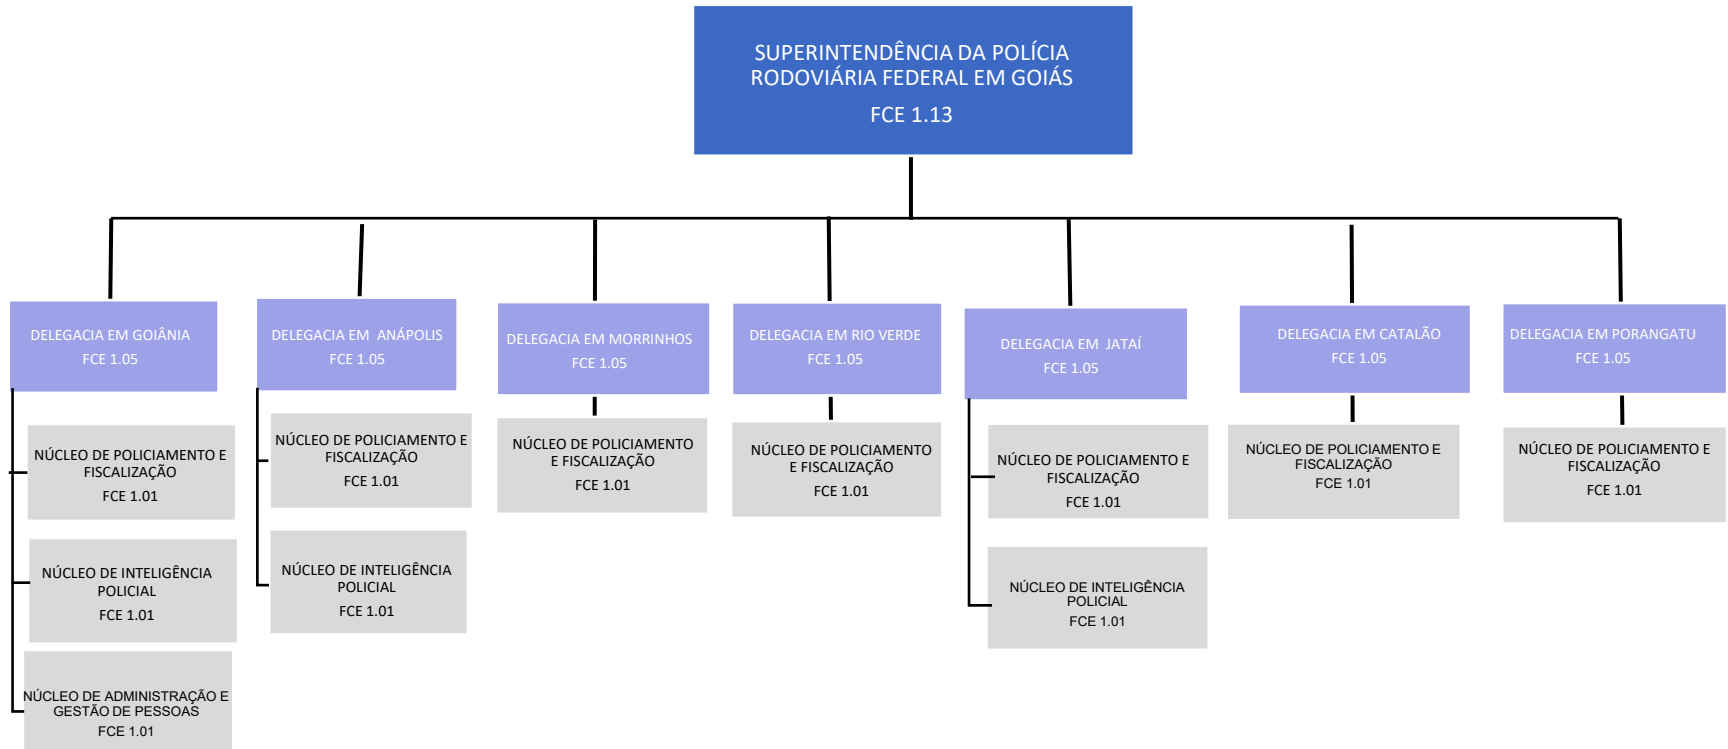 SUPERINTENDÊNCIA DA POLÍCIA
RODOVIÁRIA FEDERAL EM GOIÁS
FCE 1.13
DELEGACIA EM GOIÂNIA
FCE 1.05
NÚCLEO DE POLICIAMENTO E
FISCALIZAÇÃO
FCE 1.01
NÚCLEO DE INTELIGÊNCIA
POLICIAL
FCE 1.01
NÚCLEO DE ADMINISTRAÇÃO E
GESTÃO DE PESSOAS
FCE 1.01
DELEGACIA EM ANÁPOLIS
FCE 1.05
NÚCLEO DE POLICIAMENTO E
FISCALIZAÇÃO
FCE 1.01
NÚCLEO DE INTELIGÊNCIA
POLICIAL
FCE 1.01
DELEGACIA EM MORRINHOS
FCE 1.05
NÚCLEO DE POLICIAMENTO
E FISCALIZAÇÃO
FCE 1.01
DELEGACIA EM RIO VERDE
FCE 1.05
NÚCLEO DE POLICIAMENTO
E FISCALIZAÇÃO
FCE 1.01
DELEGACIA EM JATAÍ
FCE 1.05
NÚCLEO DE POLICIAMENTO E
FISCALIZAÇÃO
FCE 1.01
NÚCLEO DE INTELIGÊNCIA
POLICIAL
FCE 1.01
DELEGACIA EM CATALÃO
FCE 1.05
NÚCLEO DE POLICIAMENTO E
FISCALIZAÇÃO
FCE 1.01
DELEGACIA EM PORANGATU
FCE 1.05
NÚCLEO DE POLICIAMENTO E
FISCALIZAÇÃO
FCE 1.01